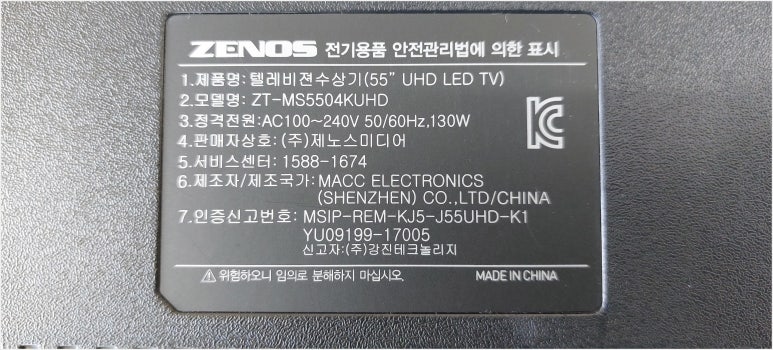 ZENOS 전기용품 안전관리법에 의한 표시
1.제품명: 텔레비젼수상기(55" UHD LED TV)
2.모델명: ZT-MS5504KUHD
3.정격전원:AC100~240V 50/60Hz,130W
4.판매자상호: (주)제노스미디어
5.서비스센터: 1588-1674
6.제조자/제조국가: MACC ELECTRONICS
(SHENZHEN) CO.,LTD/CHINA
7.인증신고번호: MSIP-REM-KJ5-J55UHD-K1
YU09199-17005
신고자:(주)강진테크놀리지
위험하오니 임의로 분해하지 마십시오. MADE IN CHINA